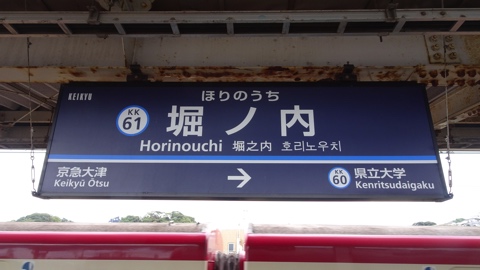 KEIKYU
ほりのうち
KK 61 堀ノ内
Horinouchi 堀之内 호리노우치
京急大津
Keikyū Ōtsu
→
KK 60 県立大学
Kenritsudaigaku